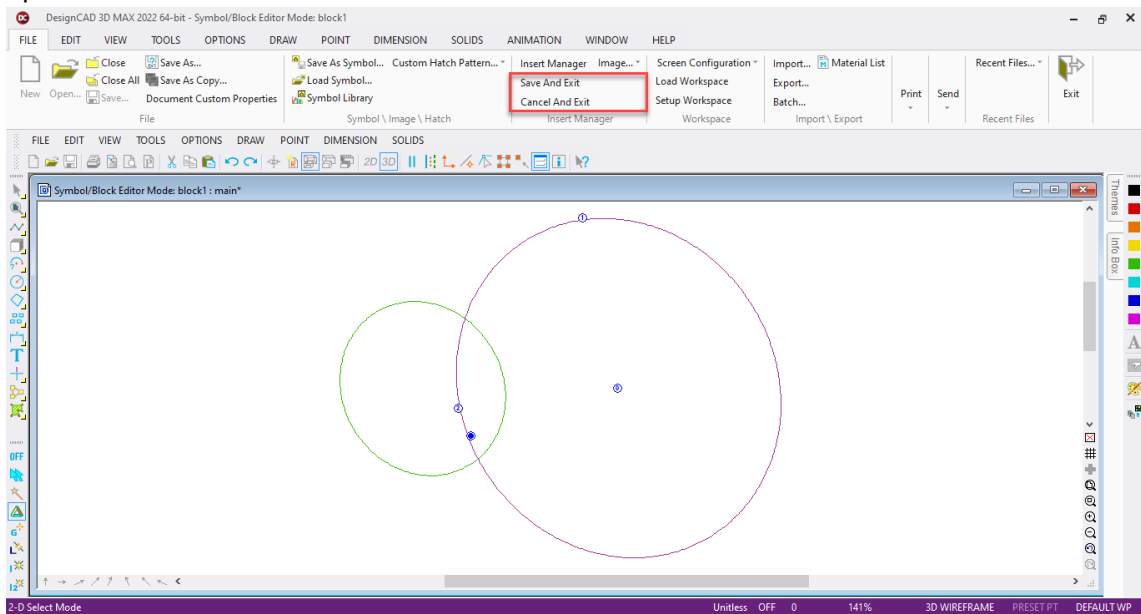 DesignCAD 3D MAX 2022 64-bit - Symbol/Block Editor Mode: block1
FILE EDIT VIEW TOOLS OPTIONS DRAW POINT DIMENSION SOLIDS ANIMATION WINDOW HELP
Close Save As... Save As Symbol... Custom Hatch Pattern... Insert Manager Image... Screen Configuration Import... Material List Recent Files...
New Open... Close All Save As Copy... Load Symbol... Save And Exit Load Workspace Export... Print Send Exit
Save... Document Custom Properties Symbol Library Cancel And Exit Setup Workspace Batch...
File Symbol \ Image \ Hatch Insert Manager Workspace Import \ Export Recent Files
FILE EDIT VIEW TOOLS OPTIONS DRAW POINT DIMENSION SOLIDS
2D 3D
Symbol/Block Editor Mode: block1 : main*
Themes
Info Box
1
2
0
T
A
OFF
G
L
I
I2
2-D Select Mode Unitless OFF 0 141% 3D WIREFRAME PRESET PT DEFAULT WP